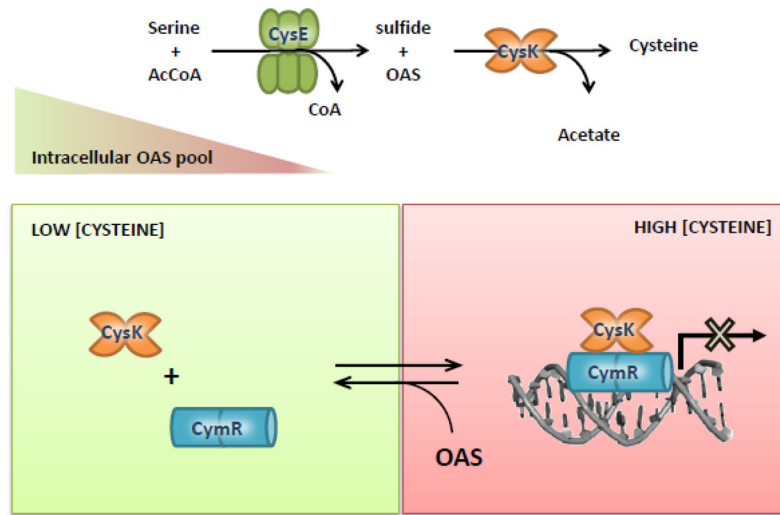 Serine
+
AcCoA
CysE
CoA
sulfide
+
OAS
CysK
Acetate
Cysteine
Intracellular OAS pool
LOW [CYSTEINE]
CysK
+
CymR
OAS
HIGH [CYSTEINE]
CysK
CymR